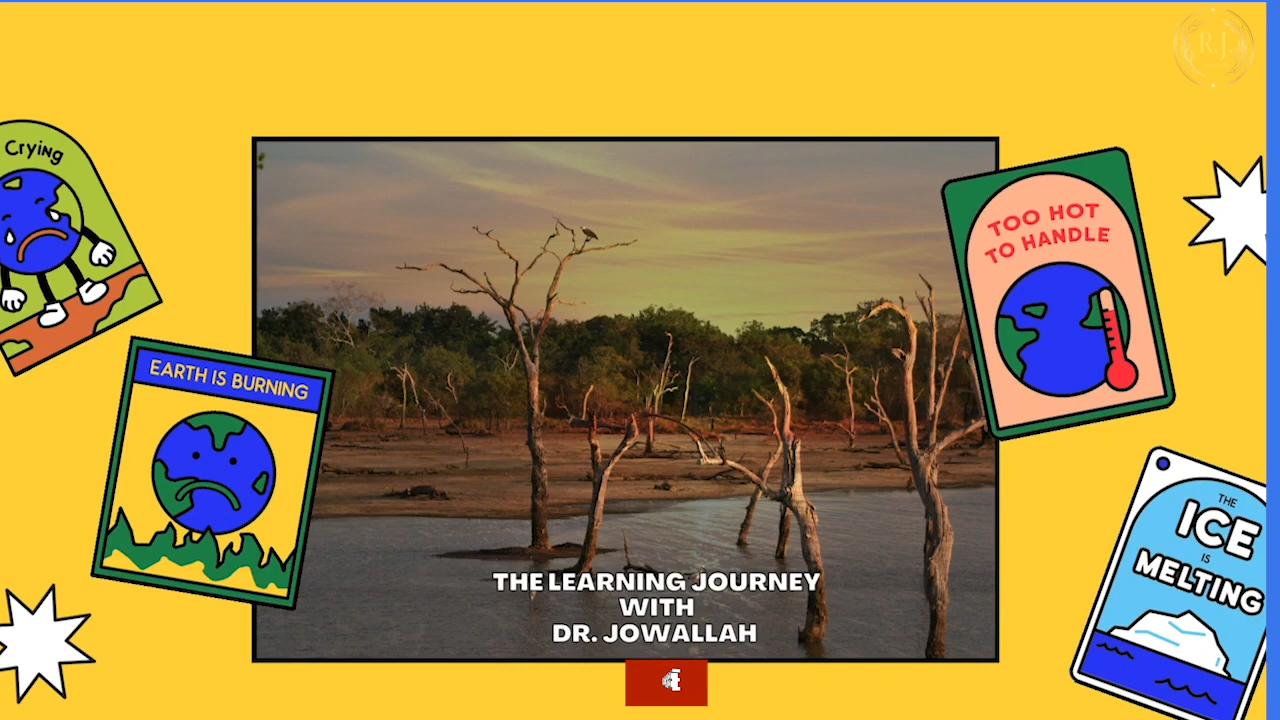 R.J.
Crying
TOO HOT
TO HANDLE
EARTH IS BURNING
THE
ICE
IS
MELTING
THE LEARNING JOURNEY
WITH
DR. JOWALLAH